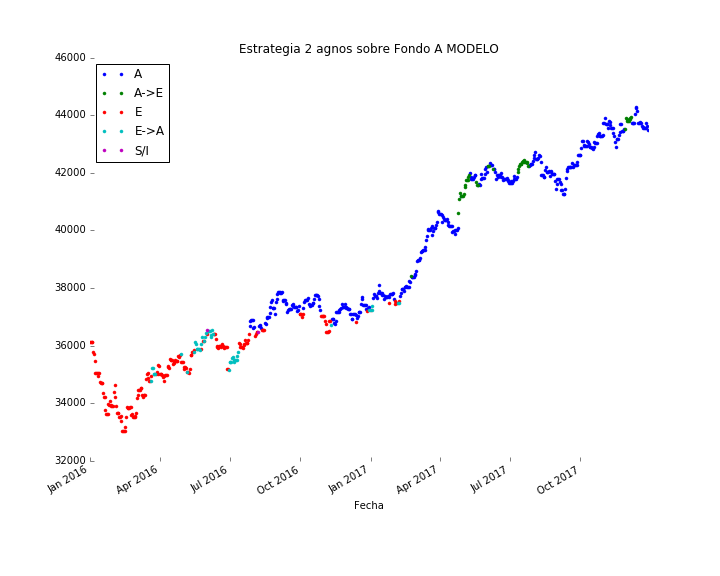 Estrategia 2 agnos sobre Fondo A MODELO
46000
44000
42000
40000
38000
36000
34000
32000
A
A->E
E
E->A
S/I
Jan 2016
Apr 2016
Jul 2016
Oct 2016
Jan 2017
Apr 2017
Jul 2017
Oct 2017
Fecha